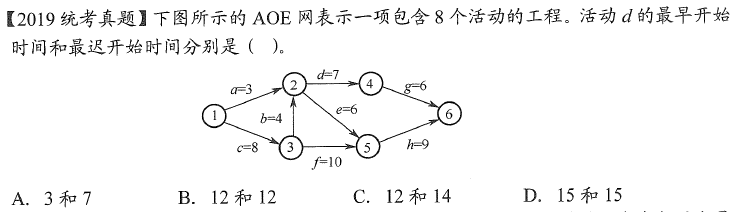 【2019 统考真题】下图所示的 AOE 网表示一项包含 8 个活动的工程。活动 d 的最早开始
时间和最迟开始时间分别是（ ）。
d=7
2
4
a=3
g=6
1
b=4
e=6
6
c=8
3
5
h=9
f=10
A. 3 和 7 B. 12 和 12 C. 12 和 14 D. 15 和 15